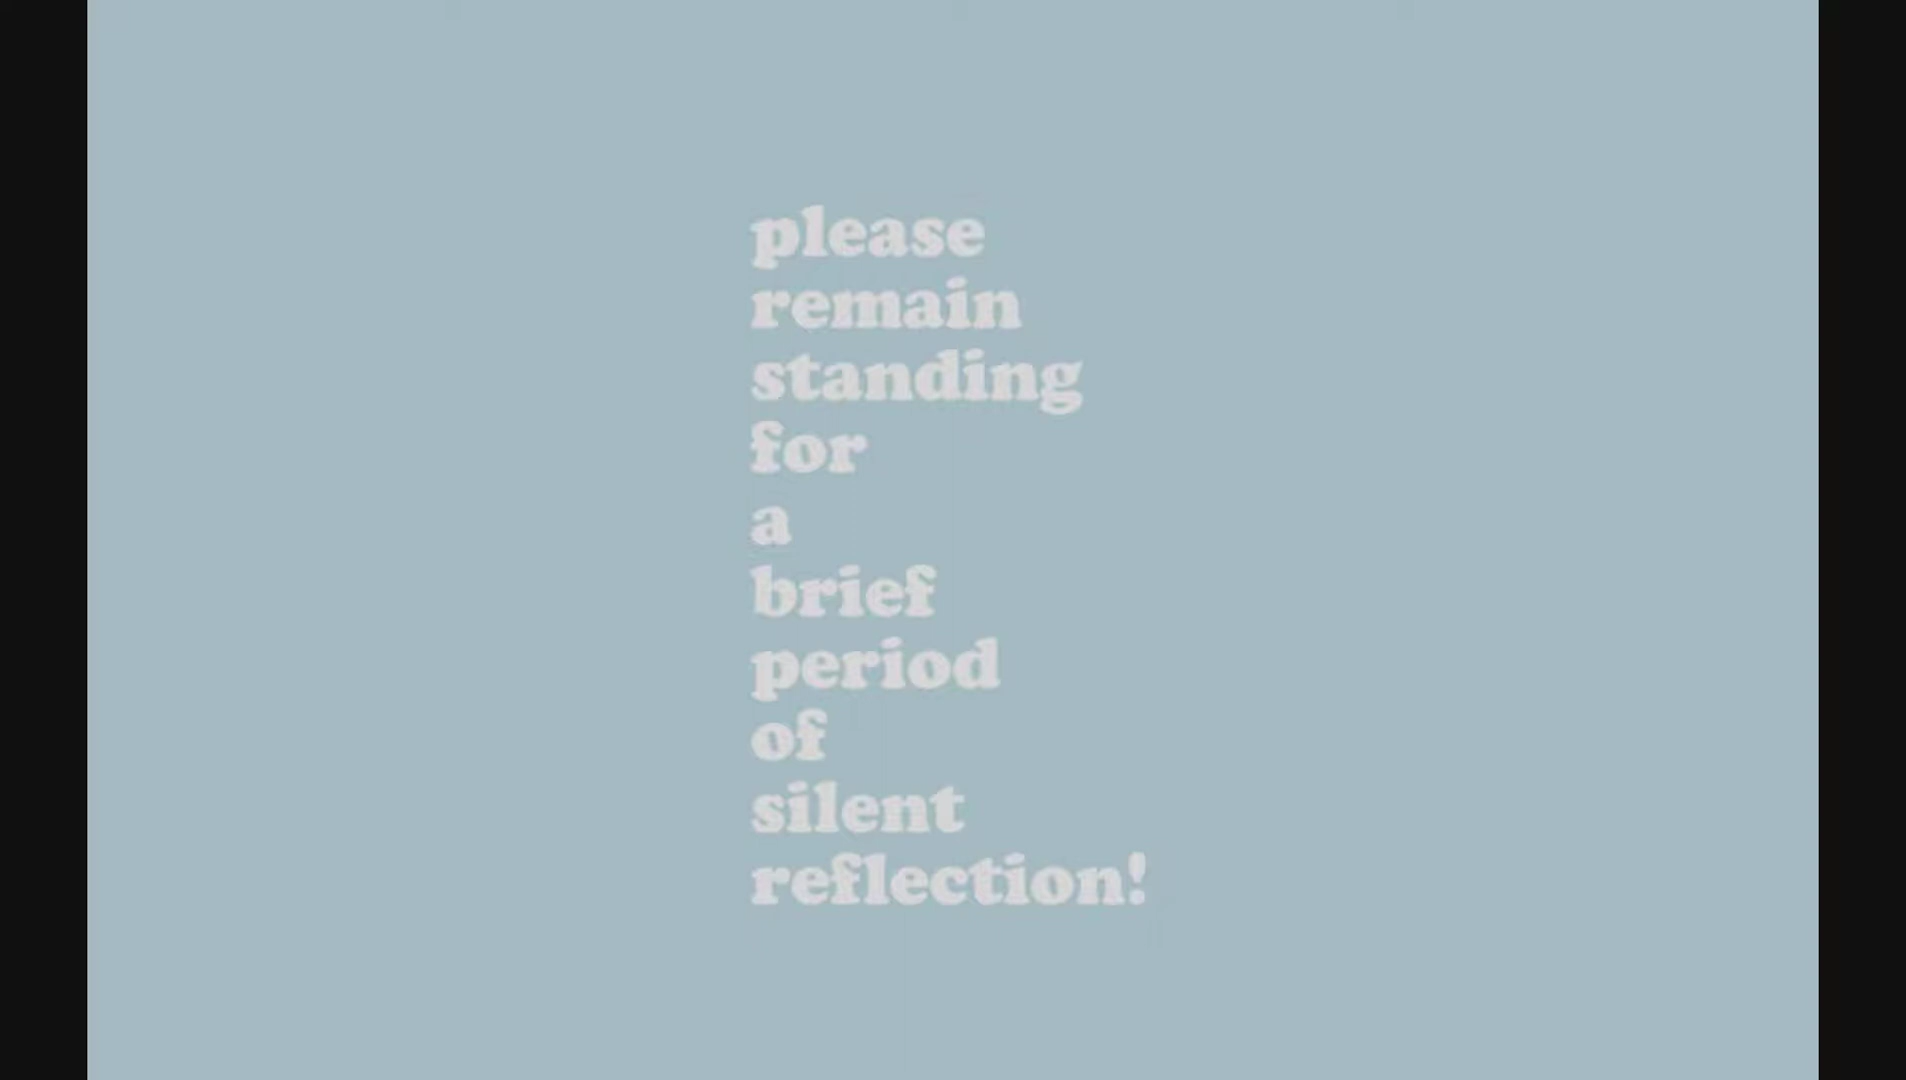 please
remain
standing
for
a
brief
period
of
silent
reflection!